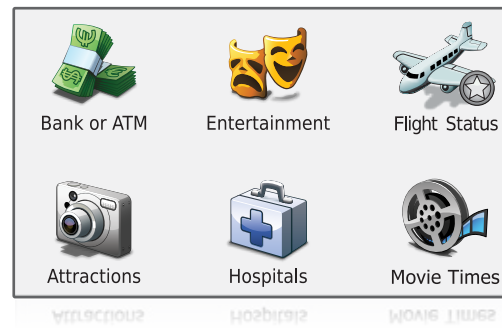 Bank or ATM
Entertainment
Flight Status
Attractions
Hospitals
Movie Times